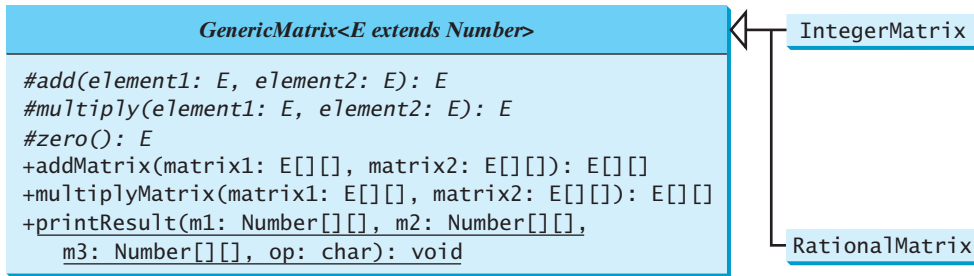 GenericMatrix<E extends Number>
#add(element1: E, element2: E): E
#multiply(element1: E, element2: E): E
#zero(): E
+addMatrix(matrix1: E[][], matrix2: E[][]): E[][]
+multiplyMatrix(matrix1: E[][], matrix2: E[][]): E[][]
+printResult(m1: Number[][], m2: Number[][],
m3: Number[][], op: char): void
IntegerMatrix
RationalMatrix